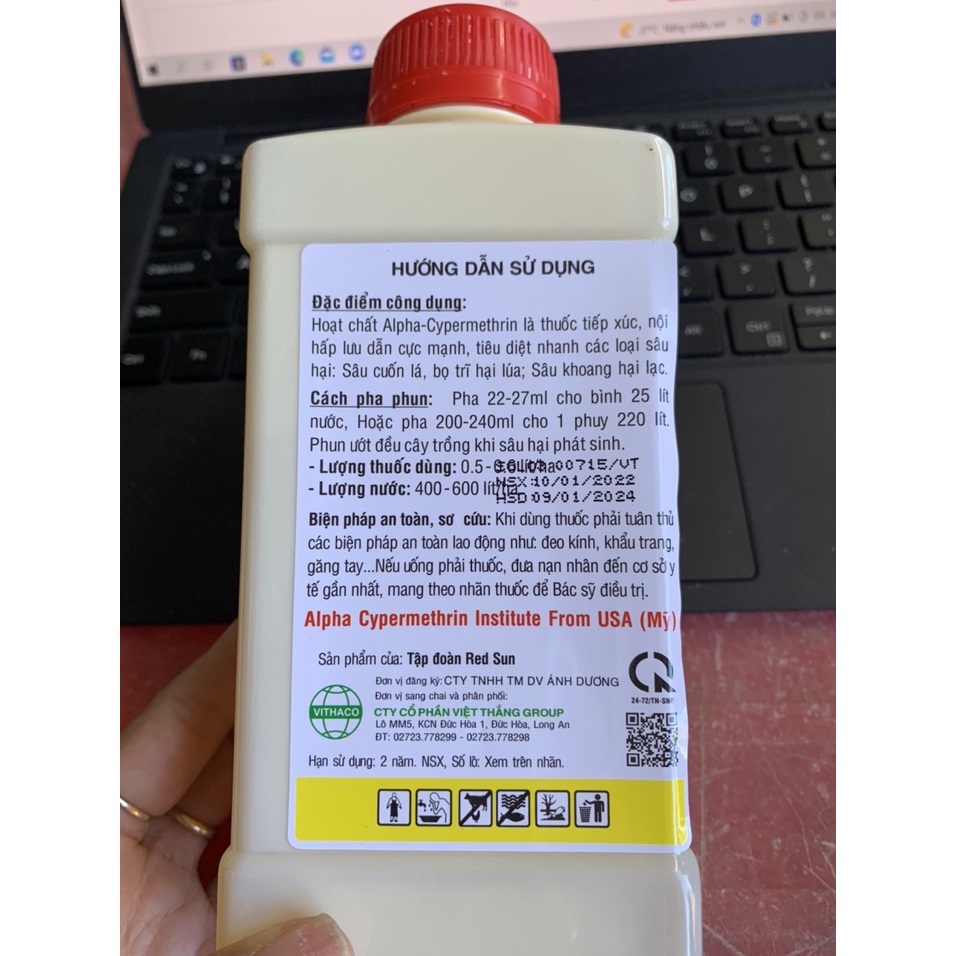 HƯỚNG DẪN SỬ DỤNG
Đặc điểm công dụng:
Hoạt chất Alpha-Cypermethrin là thuốc tiếp xúc, nội
hấp lưu dẫn cực mạnh, tiêu diệt nhanh các loại sâu
hại: Sâu cuốn lá, bọ trĩ hại lúa; Sâu khoang hại lạc.
Cách pha phun: Pha 22-27ml cho bình 25 lít
nước, Hoặc pha 200-240ml cho 1 phuy 220 lít.
Phun ướt đều cây trồng khi sâu hại phát sinh.
- Lượng thuốc dùng: 0.5-0.6 lít/ha 00715/VT
- Lượng nước: 400-600 lít/ha NSX:10/01/2022
HSD:09/01/2024
Biện pháp an toàn, sơ cứu: Khi dùng thuốc phải tuân thủ
các biện pháp an toàn lao động như: đeo kính, khẩu trang,
găng tay...Nếu uống phải thuốc, đưa nạn nhân đến cơ sở y
tế gần nhất, mang theo nhãn thuốc để Bác sỹ điều trị.
Alpha Cypermethrin Institute From USA (Mỹ)
Sản phẩm của: Tập đoàn Red Sun
Đơn vị đăng ký: CTY TNHH TM DV ÁNH DƯƠNG
Đơn vị sang chai và phân phối:
VITHACO
CTY CỔ PHẦN VIỆT THẮNG GROUP
Lô MM5, KCN Đức Hòa 1, Đức Hòa, Long An
ĐT: 02723.778299 - 02723.778298
Hạn sử dụng: 2 năm. NSX, Số lô: Xem trên nhãn.